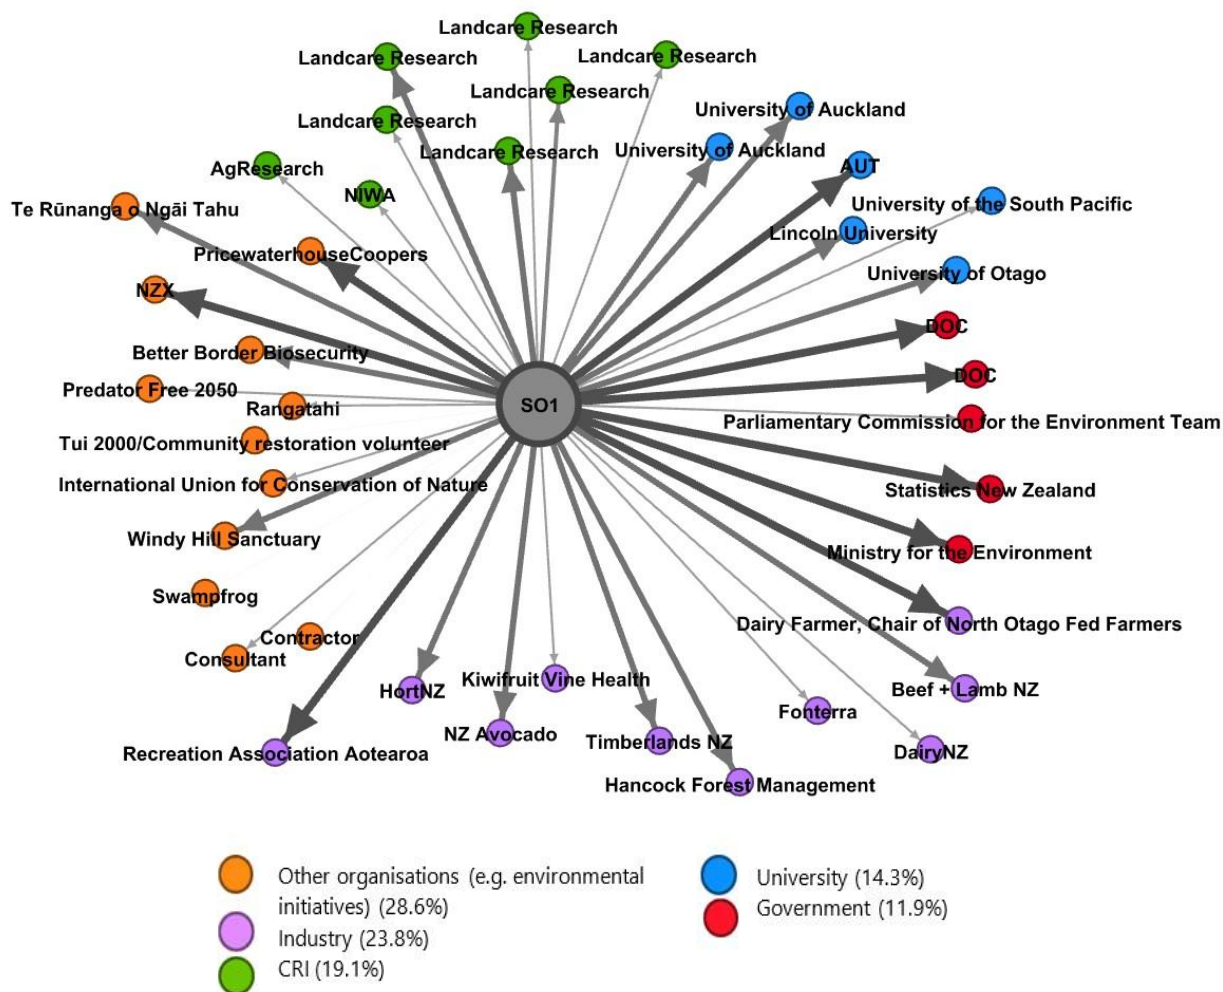 Landcare Research
Landcare Research
Landcare Research
Landcare Research
University of Auckland
Landcare Research
Landcare Research
University of Auckland
AgResearch
AUT
NIWA
Te Rūnanga o Ngāi Tahu
University of the South Pacific
Lincoln University
PricewaterhouseCoopers
University of Otago
NZX
DOC
Better Border Biosecurity
DOC
Predator Free 2050
Rangatahi
SO1
Parliamentary Commission for the Environment Team
Tui 2000/Community restoration volunteer
International Union for Conservation of Nature
Statistics New Zealand
Windy Hill Sanctuary
Ministry for the Environment
Swampfrog
Dairy Farmer, Chair of North Otago Fed Farmers
Contractor
Consultant
Kiwifruit Vine Health
HortNZ
Beef + Lamb NZ
Fonterra
NZ Avocado
Timberlands NZ
Recreation Association Aotearoa
DairyNZ
Hancock Forest Management
Other organisations (e.g. environmental
initiatives) (28.6%)
Industry (23.8%)
CRI (19.1%)
University (14.3%)
Government (11.9%)